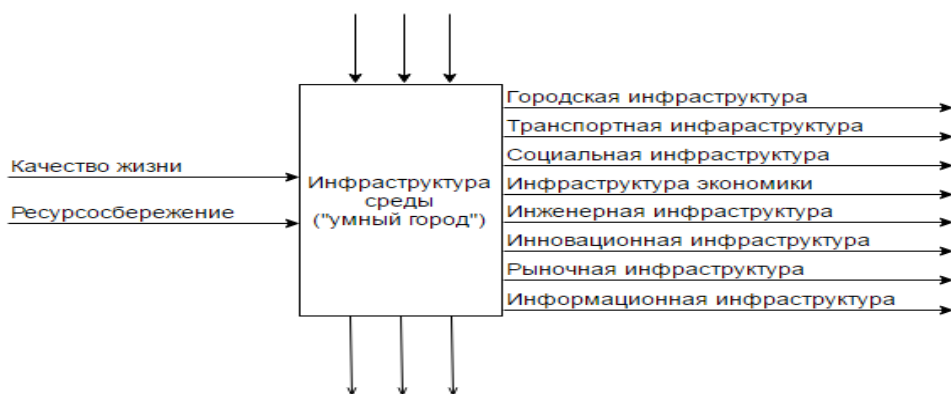 Городская инфраструктура
Транспортная инфараструктура
Социальная инфраструктура
Качество жизни
Инфраструктура экономики
Ресурсосбережение
Инфраструктура
среды
("умный город")
Инженерная инфраструктура
Инновационная инфраструктура
Рыночная инфраструктура
Информационная инфраструктура